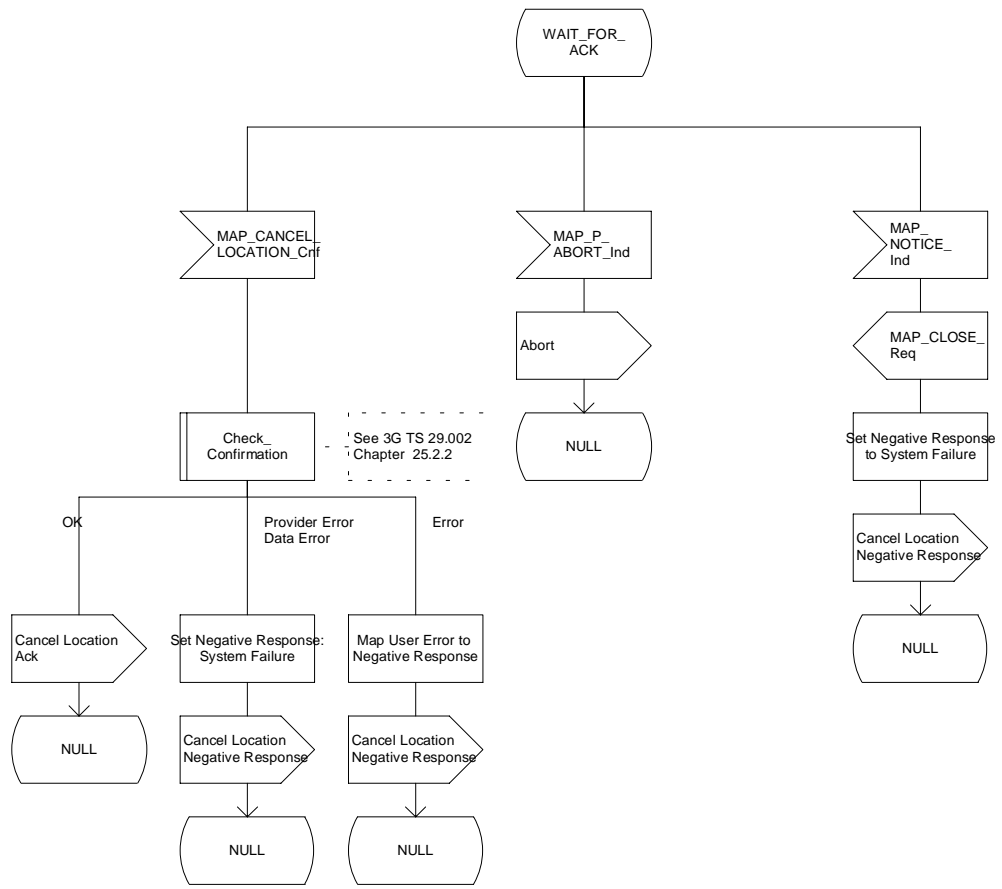 WAIT_FOR_
ACK
MAP_CANCEL_
LOCATION_Cnf
MAP_P_
ABORT_Ind
MAP_
NOTICE_
Ind
Abort
MAP_CLOSE_
Req
Check_
Confirmation
See 3G TS 29.002
Chapter 25.2.2
NULL
Set Negative Response
to System Failure
OK
Provider Error
Data Error
Error
Cancel Location
Negative Response
Cancel Location
Ack
Set Negative Response:
System Failure
Map User Error to
Negative Response
NULL
NULL
Cancel Location
Negative Response
Cancel Location
Negative Response
NULL
NULL